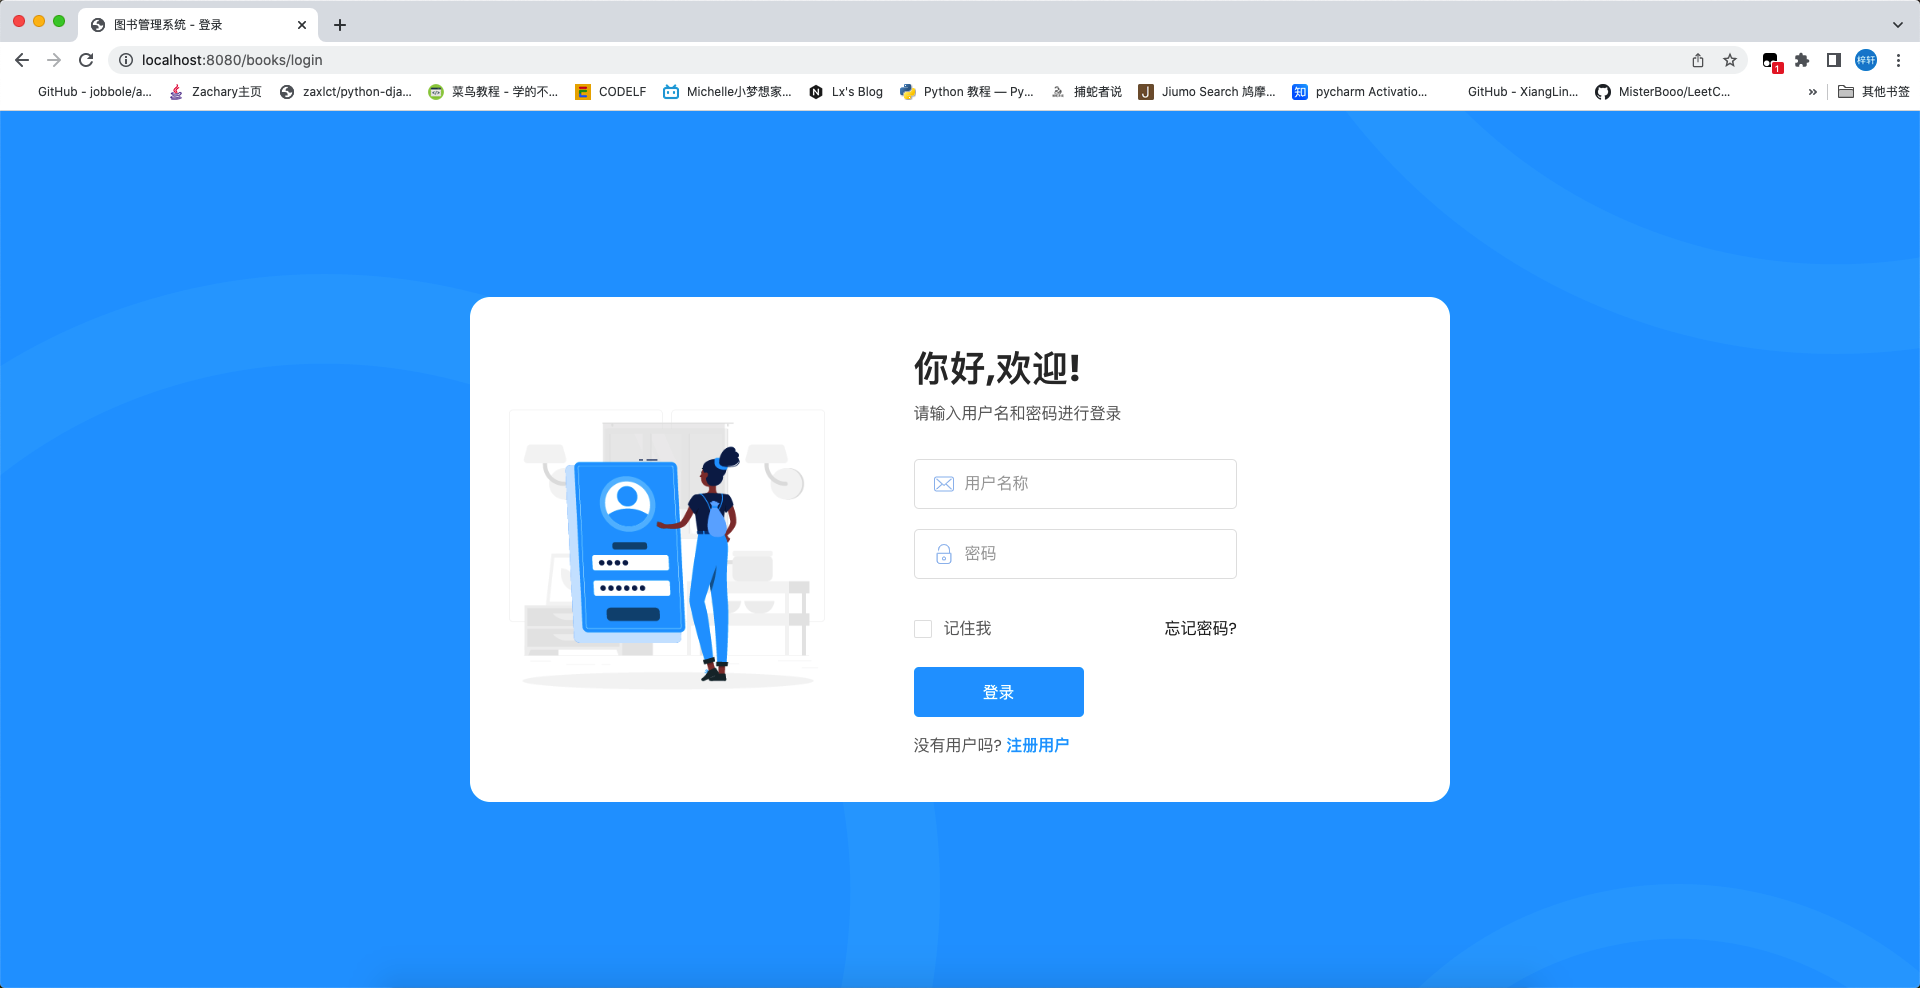 图书管理系统 - 登录
localhost:8080/books/login
1
梓轩
GitHub - jobbole/a...
Zachary主页
zaxlct/python-dja...
菜鸟教程 - 学的不...
CODELF
Michelle小梦想家...
Lx's Blog
Python 教程 — Py...
捕蛇者说
J
Jiumo Search 鸠摩...
知
pycharm Activatio...
GitHub - XiangLin...
MisterBooo/LeetC...
»
其他书签
你好,欢迎!
请输入用户名和密码进行登录
用户名称
密码
记住我
忘记密码?
登录
没有用户吗? 注册用户